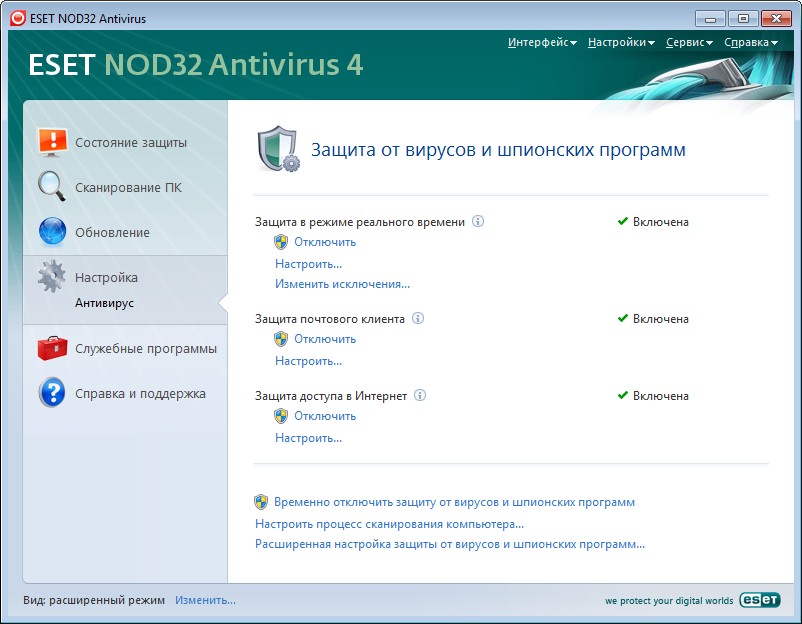 ESET NOD32 Antivirus
Интерфейс Настройки Сервис Справка
ESET NOD32 Antivirus 4
Состояние защиты
Сканирование ПК
Обновление
Настройка
Антивирус
Служебные программы
Справка и поддержка
Защита от вирусов и шпионских программ
Защита в режиме реального времени Включена
Отключить
Настроить...
Изменить исключения...
Защита почтового клиента Включена
Отключить
Настроить...
Защита доступа в Интернет Включена
Отключить
Настроить...
Временно отключить защиту от вирусов и шпионских программ
Настроить процесс сканирования компьютера...
Расширенная настройка защиты от вирусов и шпионских программ...
Вид: расширенный режим Изменить...
we protect your digital worlds eset